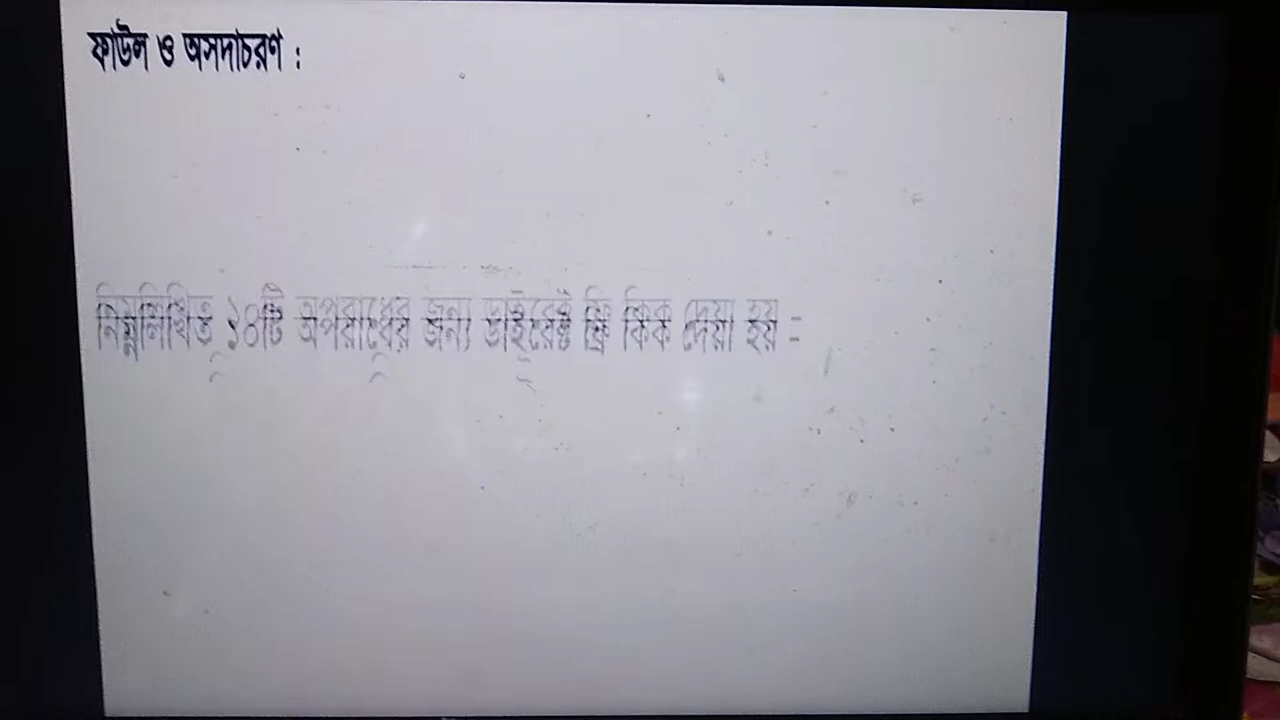 ফাউল ও অসদাচরণ :
নিম্নলিখিত ১০টি অপরাধের জন্য ডাইরেক্ট ফ্রি কিক দেয়া হয় :